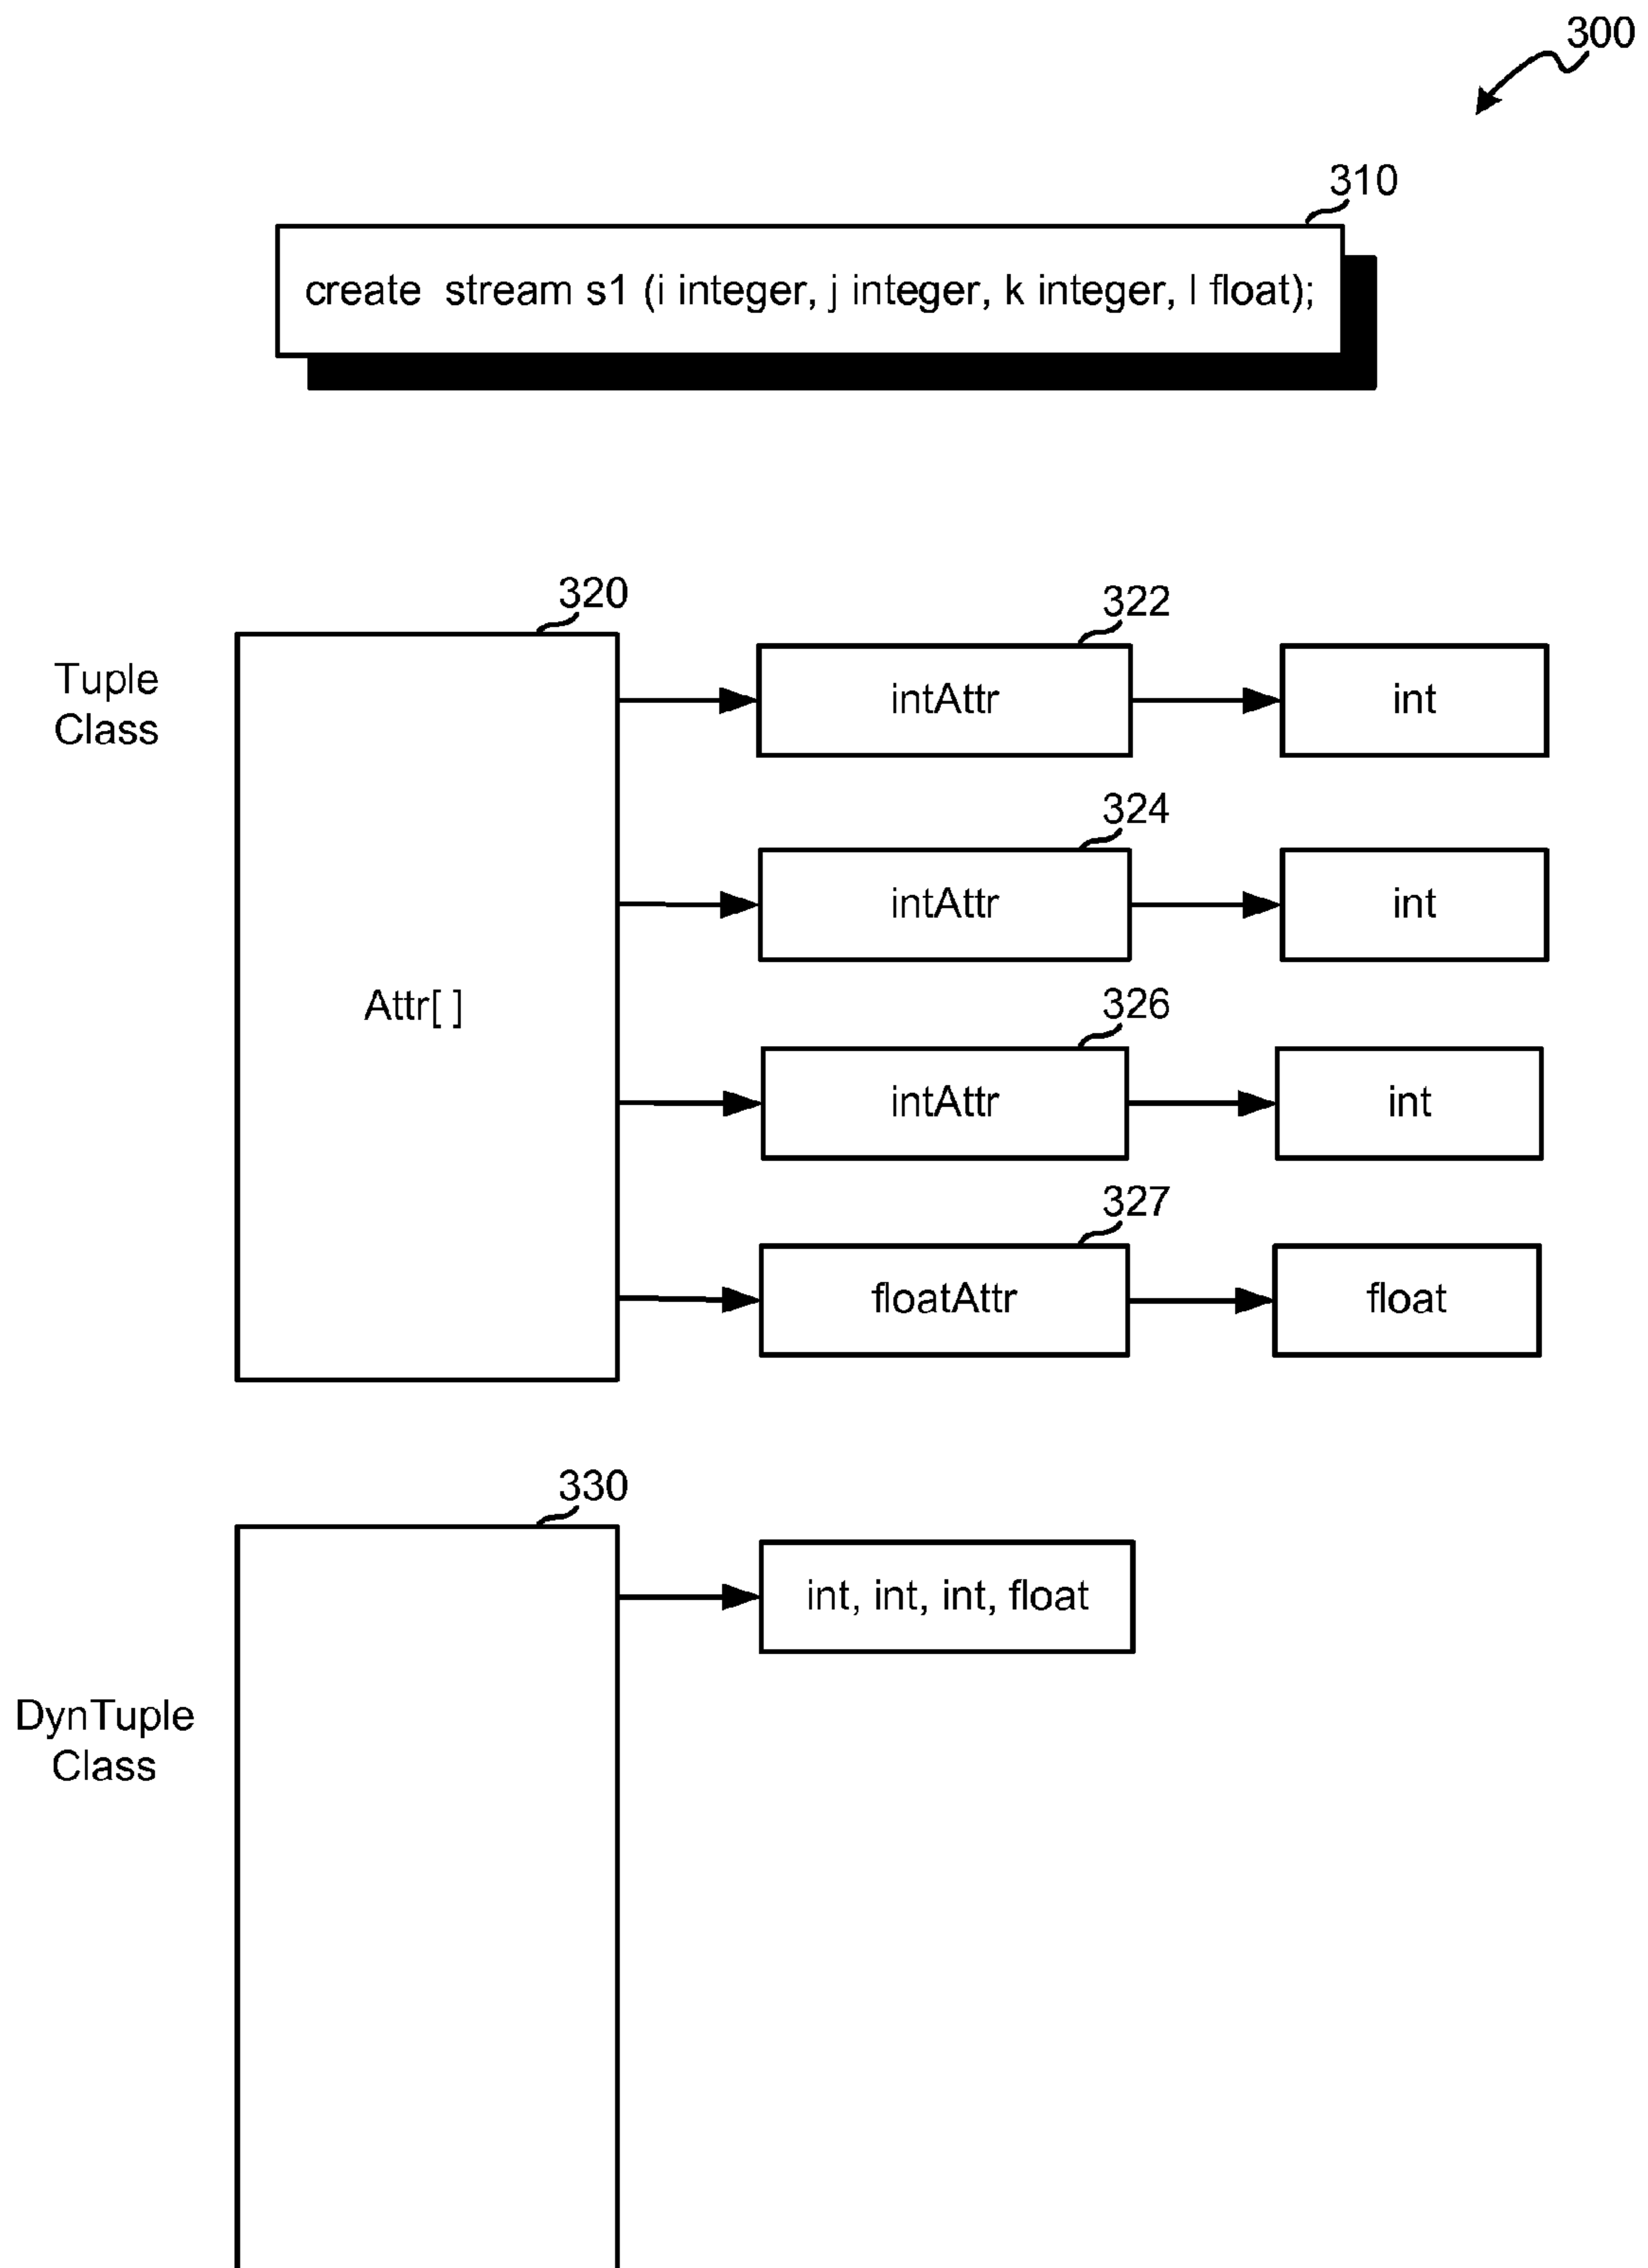 300
310
create stream s1 (i integer, j integer, k integer, l float);
320
322
Tuple
Class
intAttr
int
324
intAttr
int
Attr[ ]
326
intAttr
int
327
floatAttr
float
330
int, int, int, float
DynTuple
Class